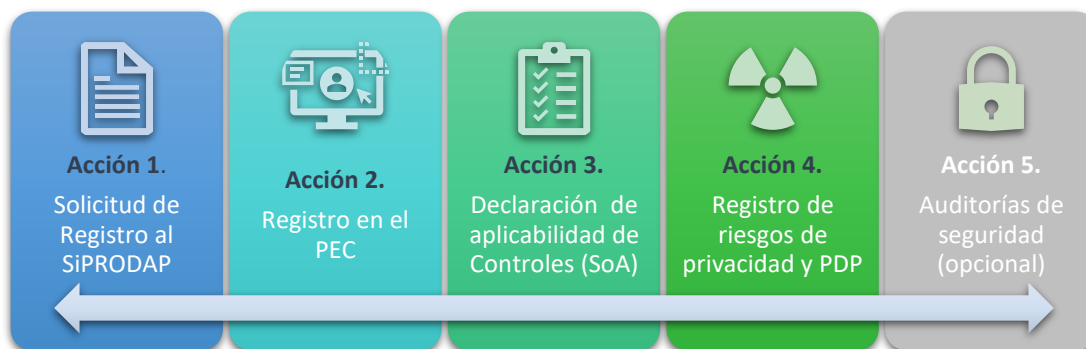 Acción 1.
Solicitud de
Registro al
SiPRODAP
Acción 2.
Registro en el
PEC
Acción 3.
Declaración de
aplicabilidad de
Controles (SoA)
Acción 4.
Registro de
riesgos de
privacidad y PDP
Acción 5.
Auditorías de
seguridad
(opcional)